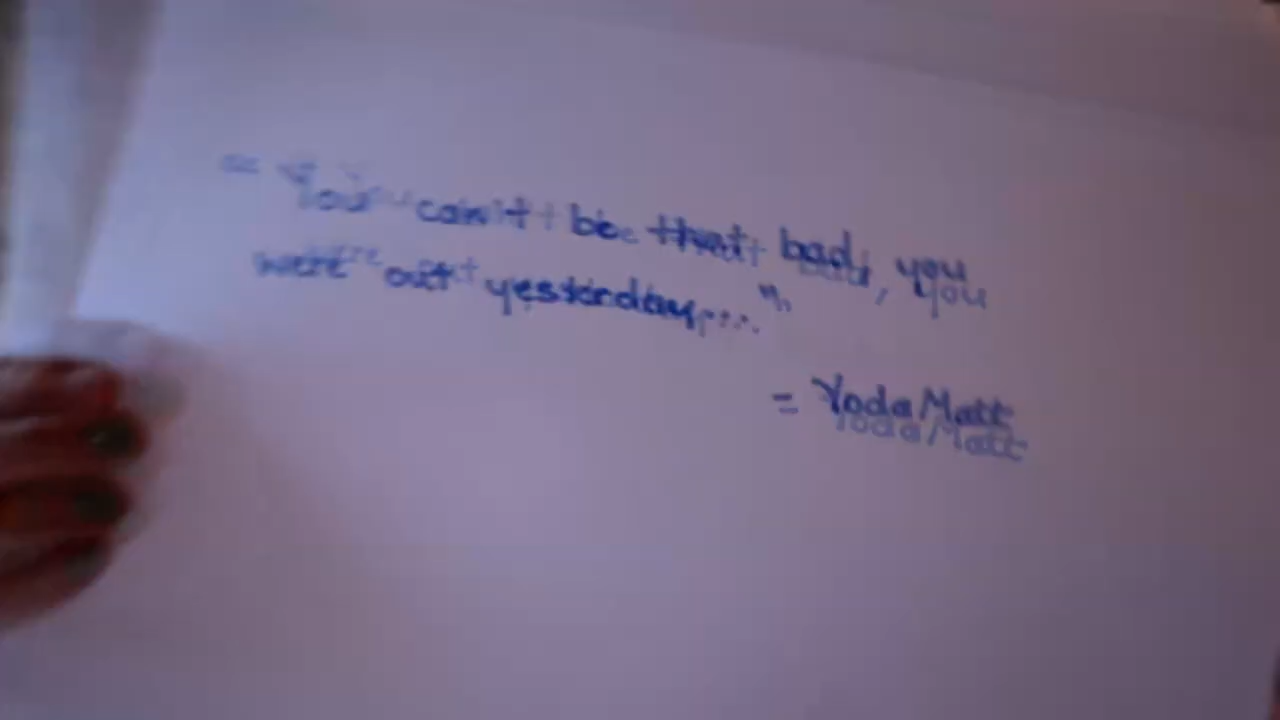 = "You can't be that bad, you
were out yesterday...."
= YodaMatt